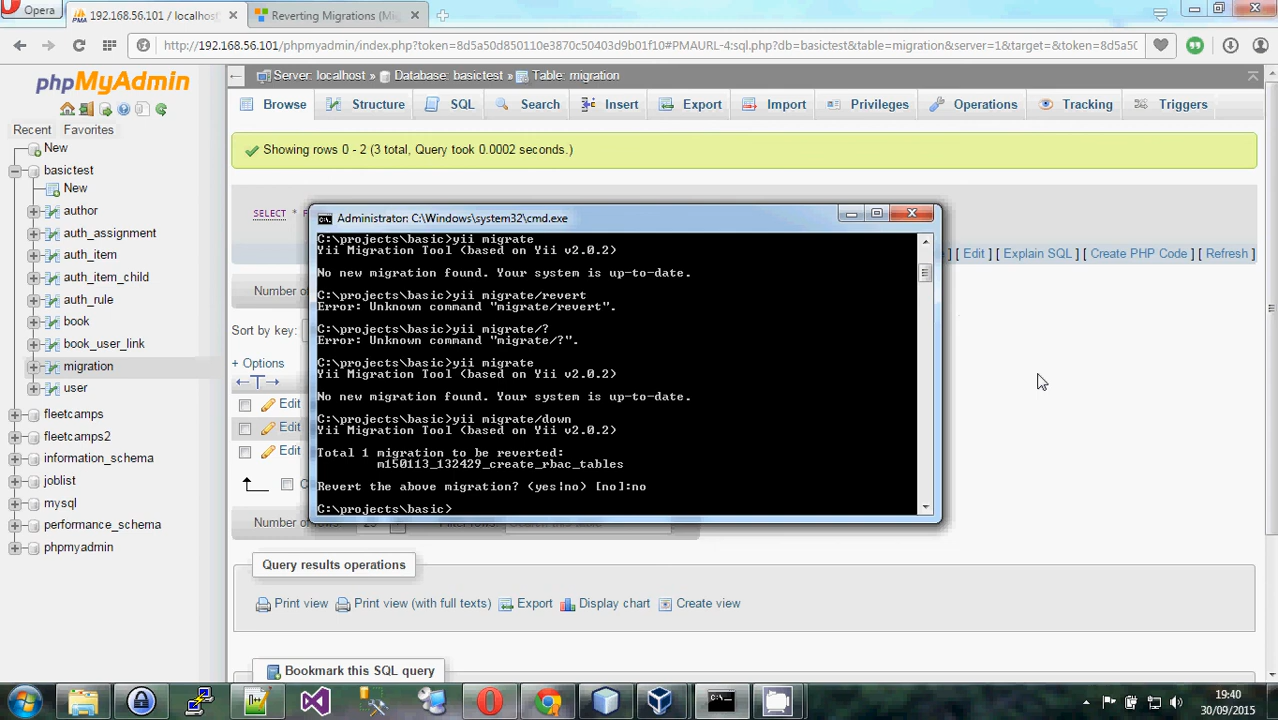 Opera
192.168.56.101 / localhost
Reverting Migrations (Mi
http://192.168.56.101/phpmyadmin/index.php?token=8d5a50d850110e3870c50403d9b01f10#PMAURL-4:sql.php?db=basictest&table=migration&server=1&target=&token=8d5a5
phpMyAdmin
Recent Favorites
New
basictest
New
author
auth_assignment
auth_item
auth_item_child
auth_rule
book
book_user_link
migration
user
fleetcamps
fleetcamps2
information_schema
joblist
mysql
performance_schema
phpmyadmin
Server: localhost » Database: basictest » Table: migration
Browse Structure SQL Search Insert Export Import Privileges Operations Tracking Triggers
Showing rows 0 - 2 (3 total, Query took 0.0002 seconds.)
SELECT *
] [ Edit ] [ Explain SQL ] [ Create PHP Code ] [ Refresh ]
Number of
Sort by key:
+ Options
Edit
Edit
Edit
Number of
Query results operations
Print view Print view (with full texts) Export Display chart Create view
Bookmark this SQL query
Administrator: C:\Windows\system32\cmd.exe
C:\projects\basic>yii migrate
Yii Migration Tool (based on Yii v2.0.2)
No new migration found. Your system is up-to-date.
C:\projects\basic>yii migrate/revert
Error: Unknown command "migrate/revert".
C:\projects\basic>yii migrate/?
Error: Unknown command "migrate/?".
C:\projects\basic>yii migrate
Yii Migration Tool (based on Yii v2.0.2)
No new migration found. Your system is up-to-date.
C:\projects\basic>yii migrate/down
Yii Migration Tool (based on Yii v2.0.2)
Total 1 migration to be reverted:
m150113_132429_create_rbac_tables
Revert the above migration? (yes|no) [no]:no
C:\projects\basic>
19:40
30/09/2015